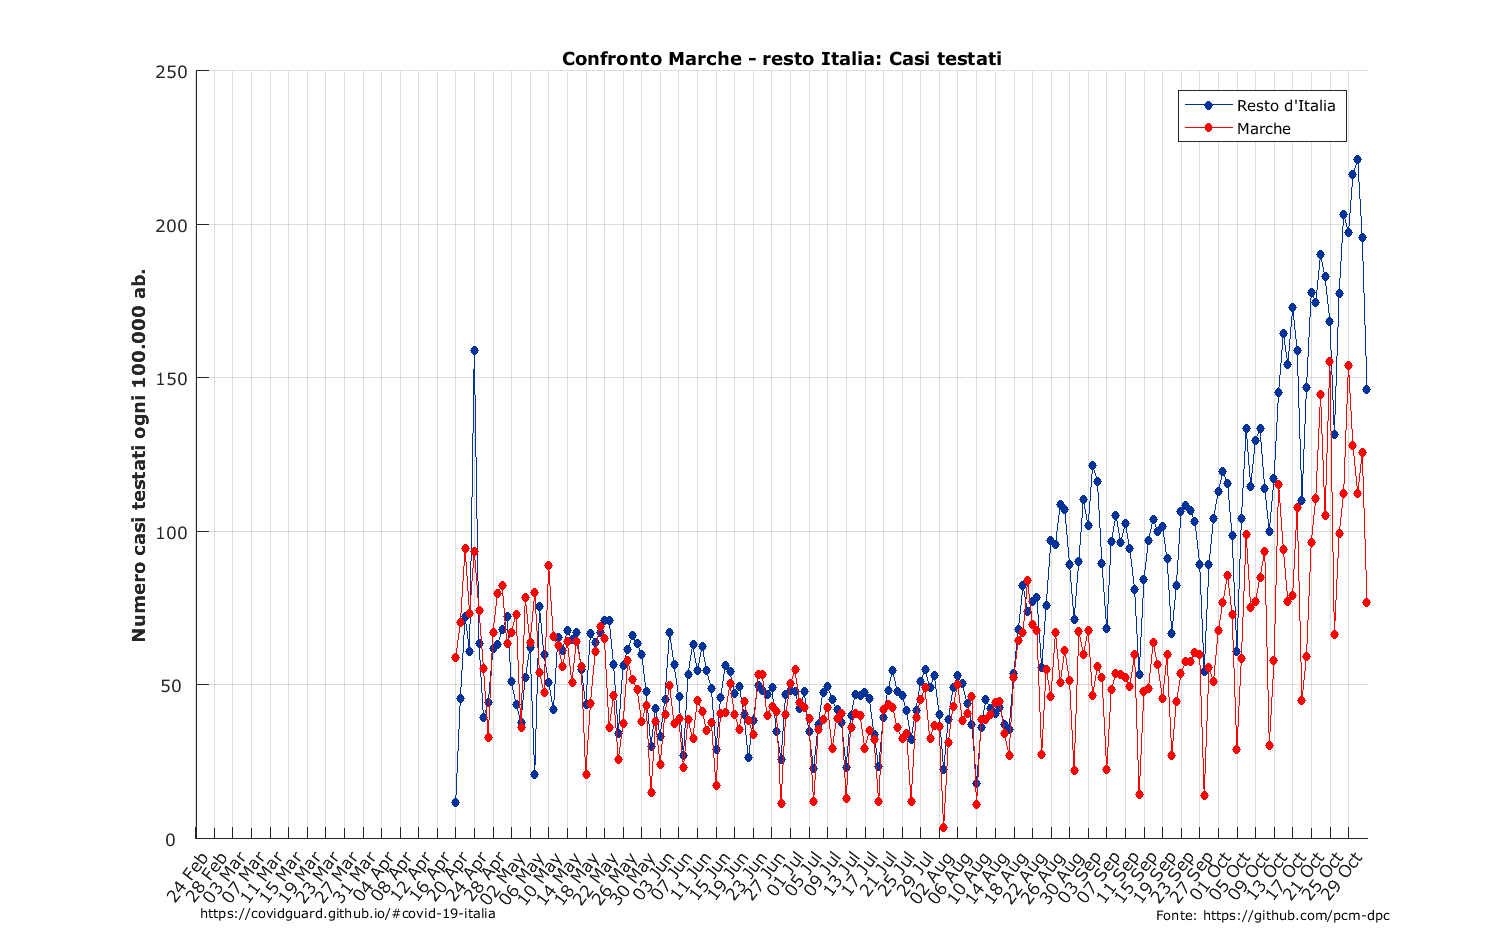 Confronto Marche - resto Italia: Casi testati
Resto d'Italia
Marche
Numero casi testati ogni 100.000 ab.
250
200
150
100
50
0
24 Feb
28 Feb
03 Mar
07 Mar
11 Mar
15 Mar
19 Mar
23 Mar
27 Mar
31 Mar
04 Apr
08 Apr
12 Apr
16 Apr
20 Apr
24 Apr
28 Apr
02 May
06 May
10 May
14 May
18 May
22 May
26 May
30 May
03 Jun
07 Jun
11 Jun
15 Jun
19 Jun
23 Jun
27 Jun
01 Jul
05 Jul
09 Jul
13 Jul
17 Jul
21 Jul
25 Jul
29 Jul
02 Aug
06 Aug
10 Aug
14 Aug
18 Aug
22 Aug
26 Aug
30 Aug
03 Sep
07 Sep
11 Sep
15 Sep
19 Sep
23 Sep
27 Sep
01 Oct
05 Oct
09 Oct
13 Oct
17 Oct
21 Oct
25 Oct
29 Oct
https://covidguard.github.io/#covid-19-italia
Fonte: https://github.com/pcm-dpc